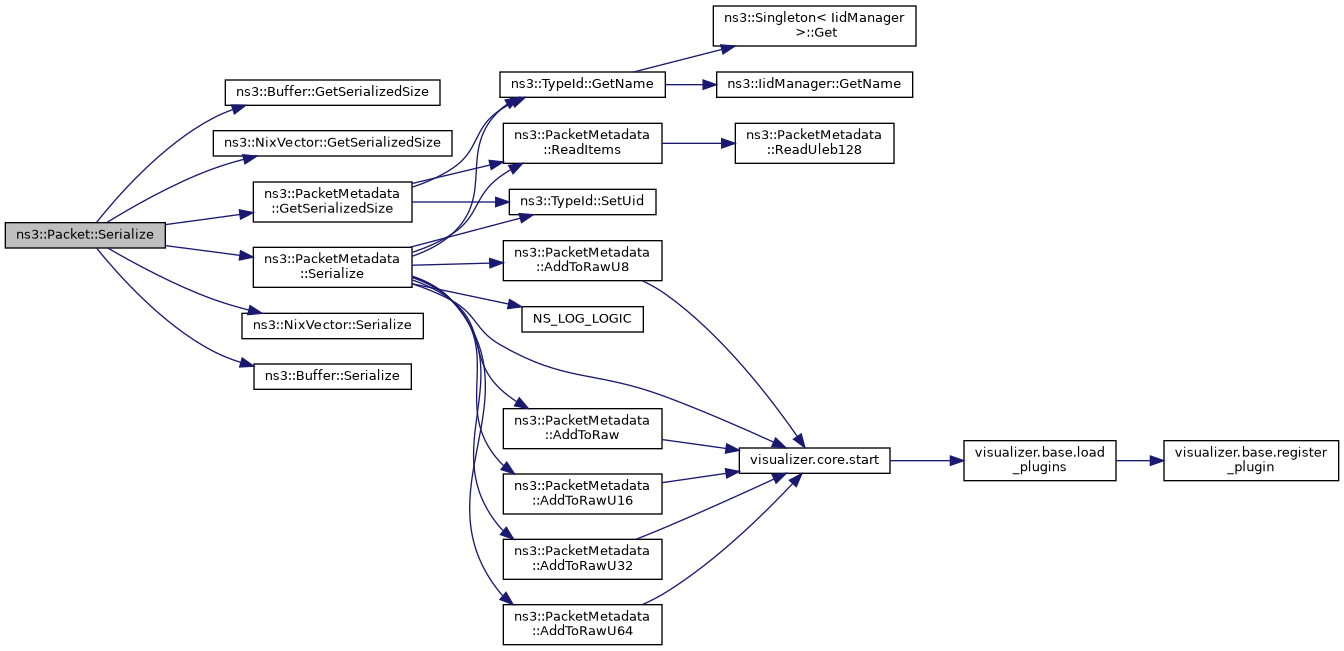 ns3::Packet::Serialize
ns3::Buffer::GetSerializedSize
ns3::NixVector::GetSerializedSize
ns3::PacketMetadata
::GetSerializedSize
ns3::PacketMetadata
::Serialize
ns3::NixVector::Serialize
ns3::Buffer::Serialize
ns3::TypeId::GetName
ns3::PacketMetadata
::ReadItems
ns3::TypeId::SetUid
ns3::PacketMetadata
::AddToRawU8
NS_LOG_LOGIC
ns3::PacketMetadata
::AddToRaw
ns3::PacketMetadata
::AddToRawU16
ns3::PacketMetadata
::AddToRawU32
ns3::PacketMetadata
::AddToRawU64
ns3::Singleton< IidManager
>::Get
ns3::IidManager::GetName
ns3::PacketMetadata
::ReadUleb128
visualizer.core.start
visualizer.base.load
_plugins
visualizer.base.register
_plugin